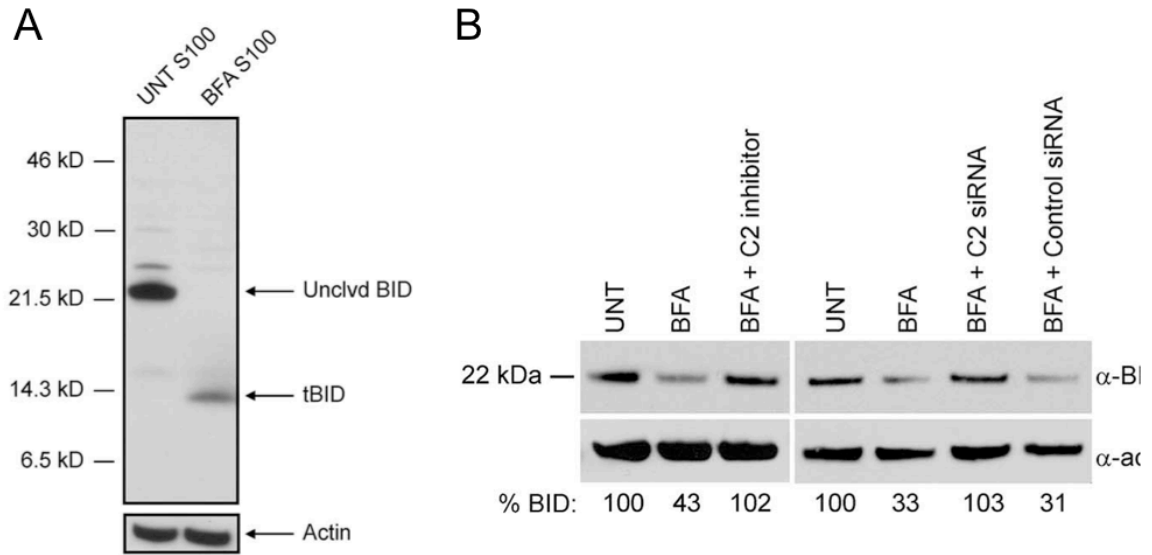 A
B
UNT S100
BFA S100
46 kD
30 kD
21.5 kD
14.3 kD
6.5 kD
Unclvd BID
tBID
Actin
UNT
BFA
BFA + C2 inhibitor
UNT
BFA
BFA + C2 siRNA
BFA + Control siRNA
22 kDa
% BID: 100 43 102 100 33 103 31